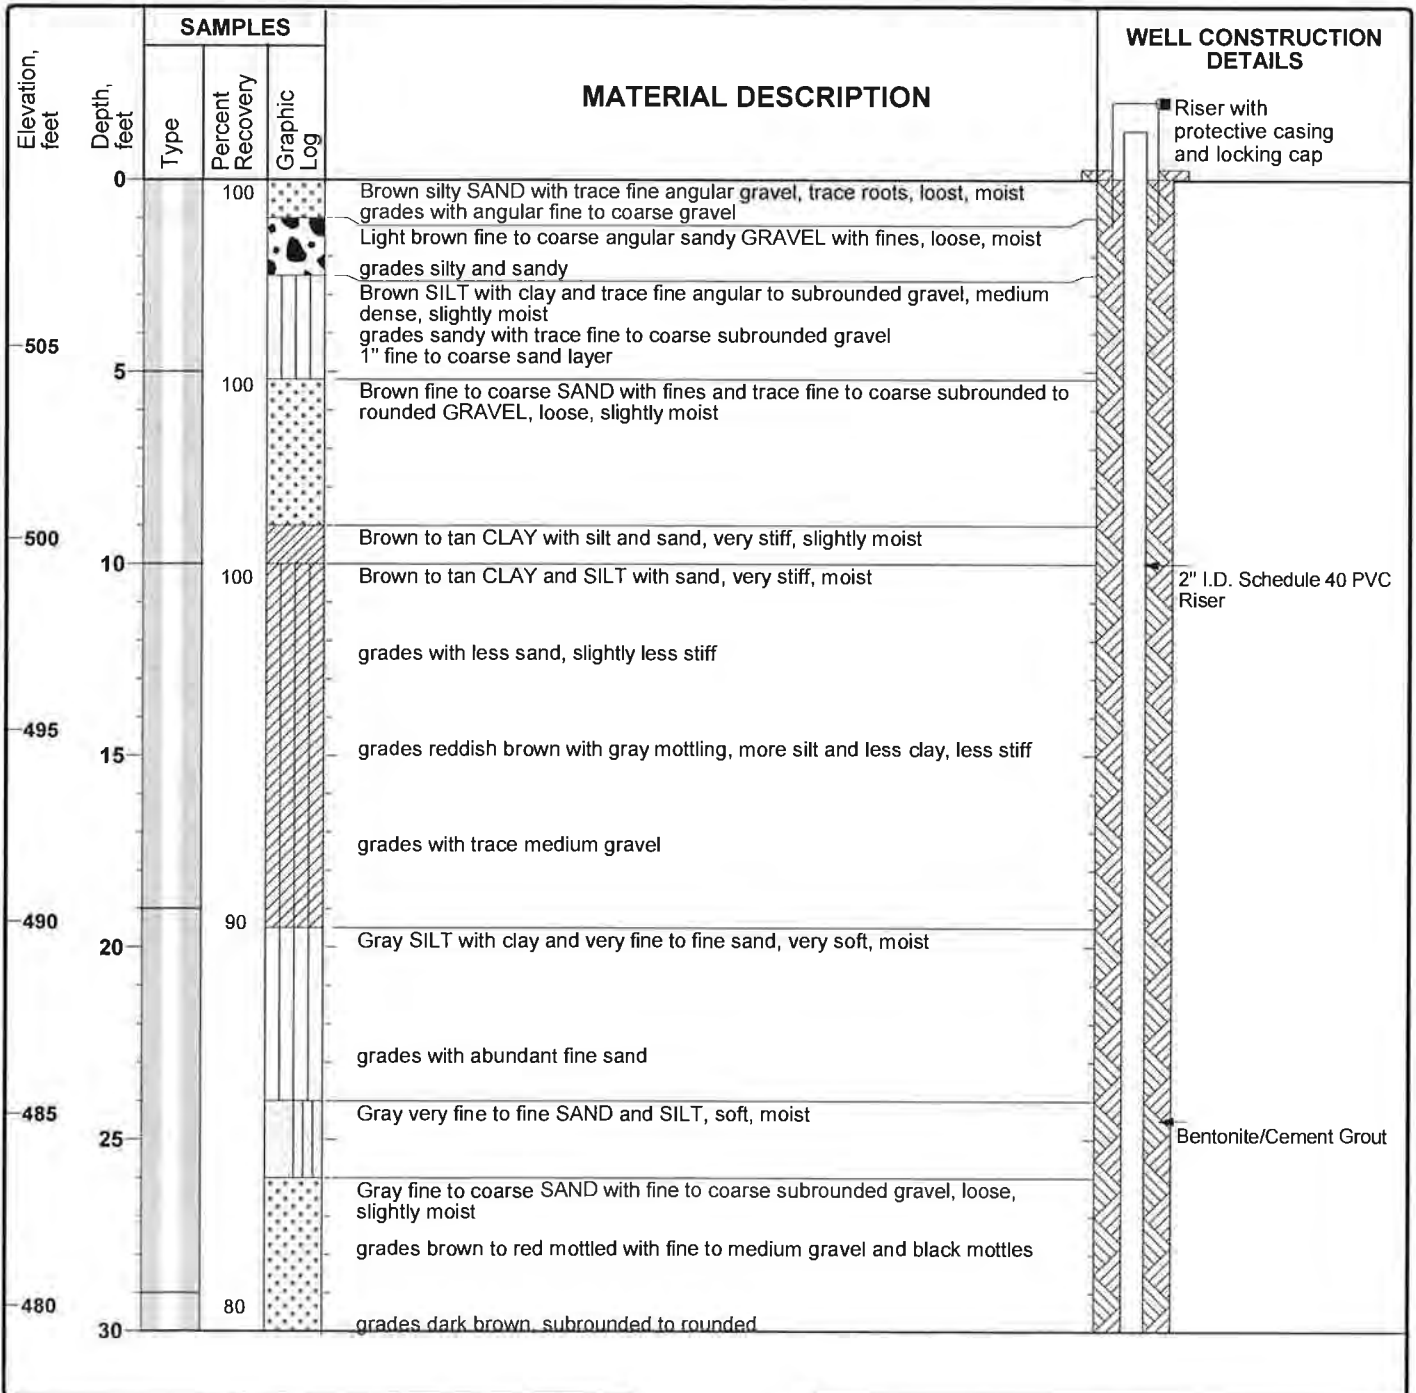 SAMPLES
WELL CONSTRUCTION
DETAILS
Elevation,
feet
Depth,
feet
Type
Percent
Recovery
Graphic
Log
MATERIAL DESCRIPTION
Riser with
protective casing
and locking cap
0
100
Brown silty SAND with trace fine angular gravel, trace roots, loost, moist
grades with angular fine to coarse gravel
Light brown fine to coarse angular sandy GRAVEL with fines, loose, moist
grades silty and sandy
Brown SILT with clay and trace fine angular to subrounded gravel, medium
dense, slightly moist
grades sandy with trace fine to coarse subrounded gravel
505
1" fine to coarse sand layer
5
100
Brown fine to coarse SAND with fines and trace fine to coarse subrounded to
rounded GRAVEL, loose, slightly moist
500
Brown to tan CLAY with silt and sand, very stiff, slightly moist
10
100
Brown to tan CLAY and SILT with sand, very stiff, moist
2" I.D. Schedule 40 PVC
Riser
grades with less sand, slightly less stiff
495
15
grades reddish brown with gray mottling, more silt and less clay, less stiff
grades with trace medium gravel
490
90
20
Gray SILT with clay and very fine to fine sand, very soft, moist
grades with abundant fine sand
485
Gray very fine to fine SAND and SILT, soft, moist
25
Bentonite/Cement Grout
Gray fine to coarse SAND with fine to coarse subrounded gravel, loose,
slightly moist
grades brown to red mottled with fine to medium gravel and black mottles
480
80
30
grades dark brown, subrounded to rounded